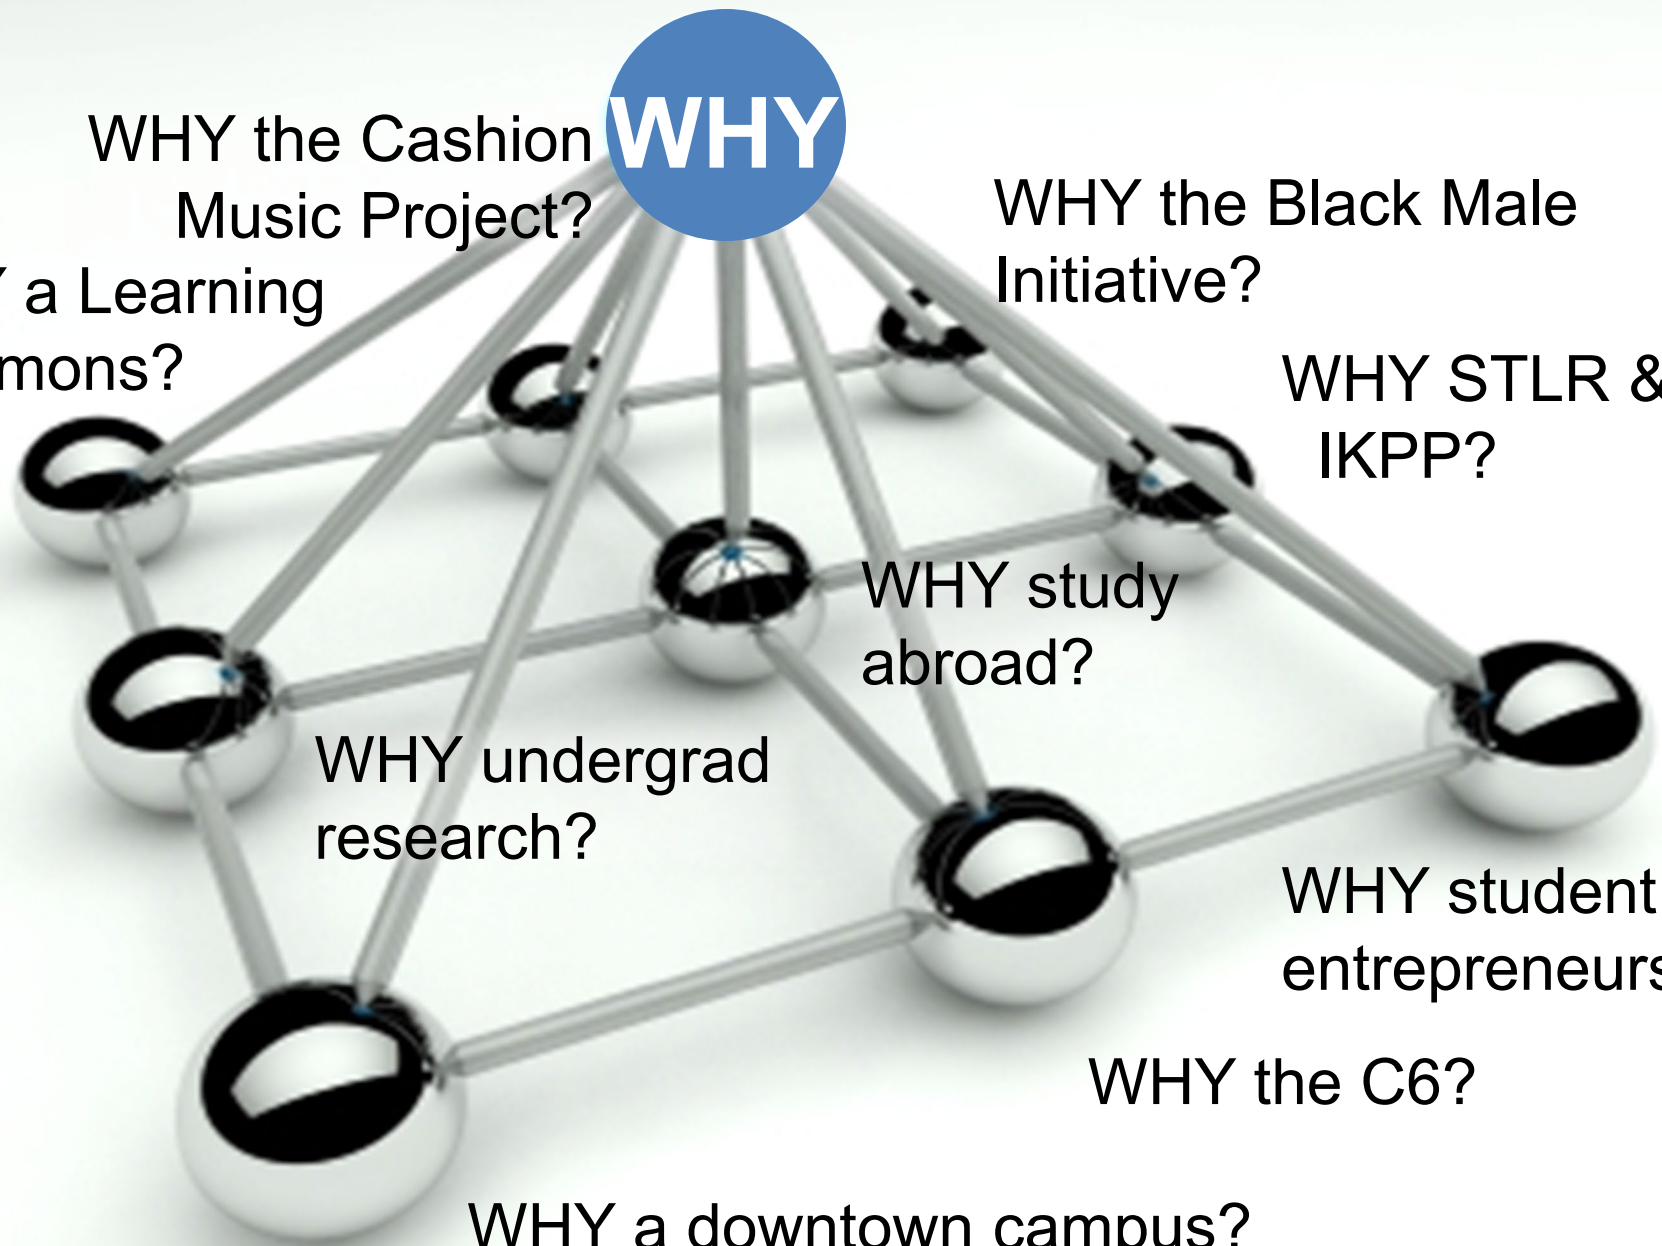 WHY
WHY the Cashion
Music Project?
WHY the Black Male
Initiative?
a Learning
mons?
WHY STLR &
IKPP?
WHY study
abroad?
WHY undergrad
research?
WHY student
entrepreneurs
WHY the C6?
WHY a downtown campus?